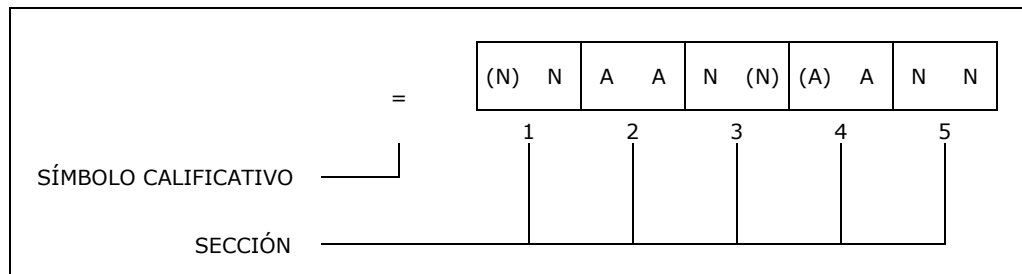 (N) N A A N (N) (A) A N N
=
1 2 3 4 5
SÍMBOLO CALIFICATIVO
SECCIÓN